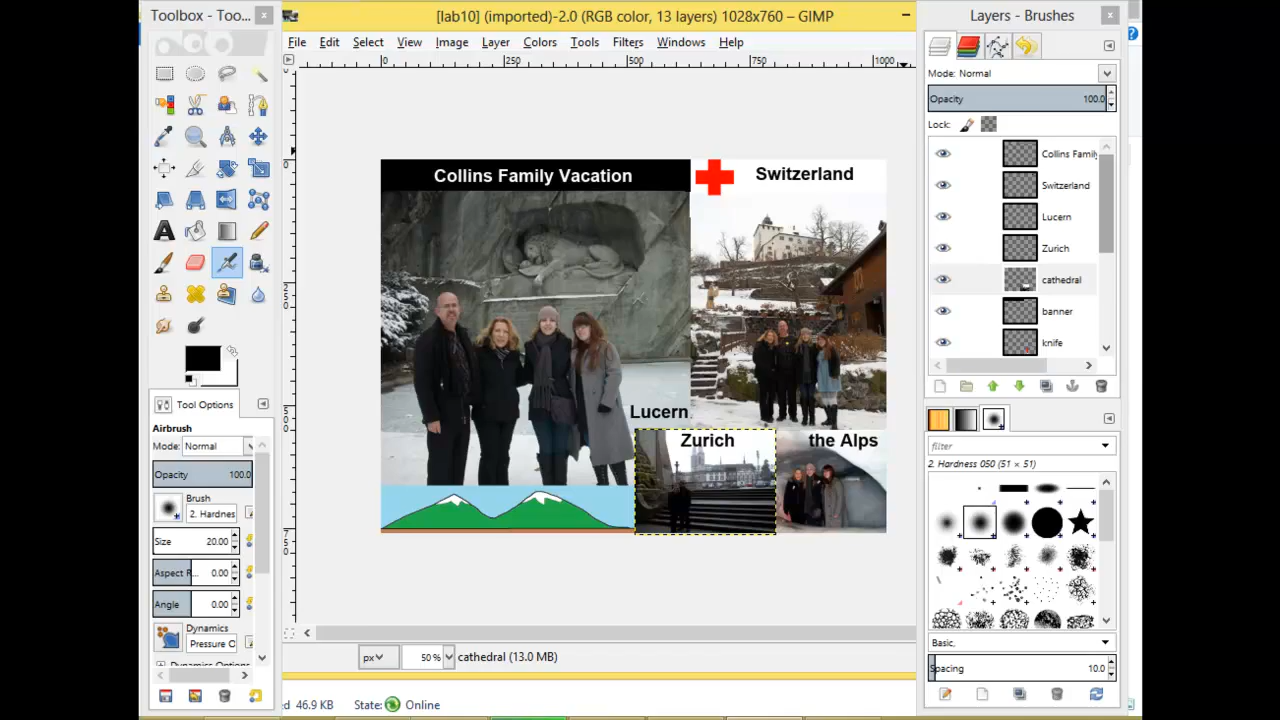 Toolbox - Too...
[lab10] (imported)-2.0 (RGB color, 13 layers) 1028x760 – GIMP
Layers - Brushes
File Edit Select View Image Layer Colors Tools Filters Windows Help
0 250 500 750 1000
Mode: Normal
Opacity 100.0
Lock:
Collins Family
Switzerland
Lucern
Zurich
cathedral
banner
knife
Collins Family Vacation
Switzerland
Lucern
Zurich
the Alps
Tool Options
Airbrush
Mode: Normal
Opacity 100.0
Brush
2. Hardnes
Size 20.00
Aspect R... 0.00
Angle 0.00
Dynamics
Pressure O
Dynamics Options
filter
2. Hardness 050 (51 × 51)
Basic,
Spacing 10.0
px 50 % cathedral (13.0 MB)
46.9 KB State: Online